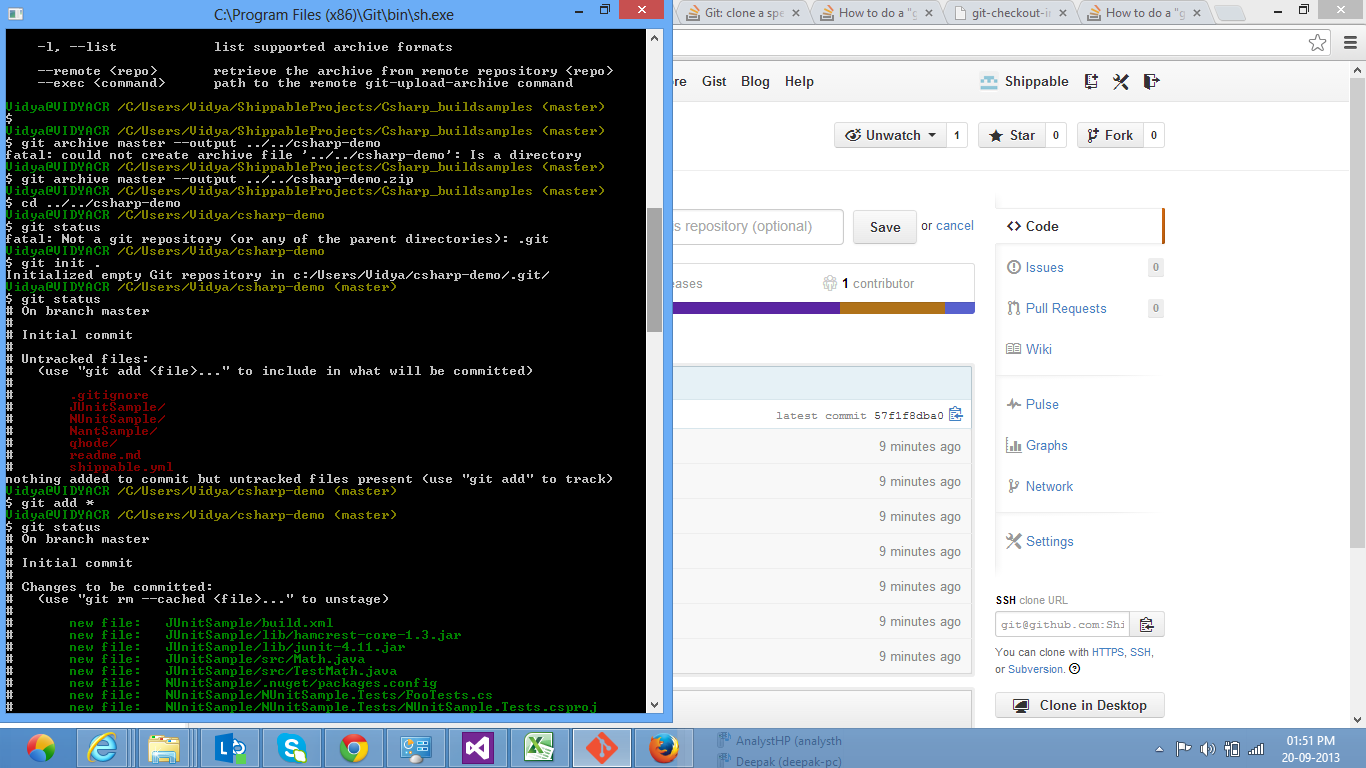 C:\Program Files (x86)\Git\bin\sh.exe
-l, --list list supported archive formats
--remote <repo> retrieve the archive from remote repository <repo>
--exec <command> path to the remote git-upload-archive command
Vidya@VIDYACR /C/Users/Vidya/ShippableProjects/Csharp_buildsamples (master)
$
Vidya@VIDYACR /C/Users/Vidya/ShippableProjects/Csharp_buildsamples (master)
$ git archive master --output ../../csharp-demo
fatal: could not create archive file '../../csharp-demo': Is a directory
Vidya@VIDYACR /C/Users/Vidya/ShippableProjects/Csharp_buildsamples (master)
$ git archive master --output ../../csharp-demo.zip
Vidya@VIDYACR /C/Users/Vidya/ShippableProjects/Csharp_buildsamples (master)
$ cd ../../csharp-demo
Vidya@VIDYACR /C/Users/Vidya/csharp-demo
$ git status
fatal: Not a git repository (or any of the parent directories): .git
Vidya@VIDYACR /C/Users/Vidya/csharp-demo
$ git init .
Initialized empty Git repository in c:/Users/Vidya/csharp-demo/.git/
Vidya@VIDYACR /C/Users/Vidya/csharp-demo (master)
$ git status
# On branch master
#
# Initial commit
#
# Untracked files:
# (use "git add <file>..." to include in what will be committed)
#
# .gitignore
# JUnitSample/
# NUnitSample/
# NantSample/
# qhode/
# readme.md
# shippable.yml
nothing added to commit but untracked files present (use "git add" to track)
Vidya@VIDYACR /C/Users/Vidya/csharp-demo (master)
$ git add *
Vidya@VIDYACR /C/Users/Vidya/csharp-demo (master)
$ git status
# On branch master
#
# Initial commit
#
# Changes to be committed:
# (use "git rm --cached <file>..." to unstage)
#
# new file: JUnitSample/build.xml
# new file: JUnitSample/lib/hamcrest-core-1.3.jar
# new file: JUnitSample/lib/junit-4.11.jar
# new file: JUnitSample/src/Math.java
# new file: JUnitSample/src/TestMath.java
# new file: NUnitSample/.nuget/packages.config
# new file: NUnitSample/NUnitSample.Tests/FooTests.cs
# new file: NUnitSample/NUnitSample.Tests/NUnitSample.Tests.csproj
Git: clone a spe
How to do a "g
git-checkout-in
How to do a "g
re Gist Blog Help
Shippable
Unwatch 1
Star 0
Fork 0
s repository (optional)
Save or cancel
eases
1 contributor
latest commit 57f1f8dba0
9 minutes ago
9 minutes ago
9 minutes ago
9 minutes ago
9 minutes ago
9 minutes ago
9 minutes ago
Code
Issues 0
Pull Requests 0
Wiki
Pulse
Graphs
Network
Settings
SSH clone URL
git@github.com:Shi
You can clone with HTTPS, SSH,
or Subversion.
Clone in Desktop
AnalystHP (analysth
Deepak (deepak-pc)
01:51 PM
20-09-2013